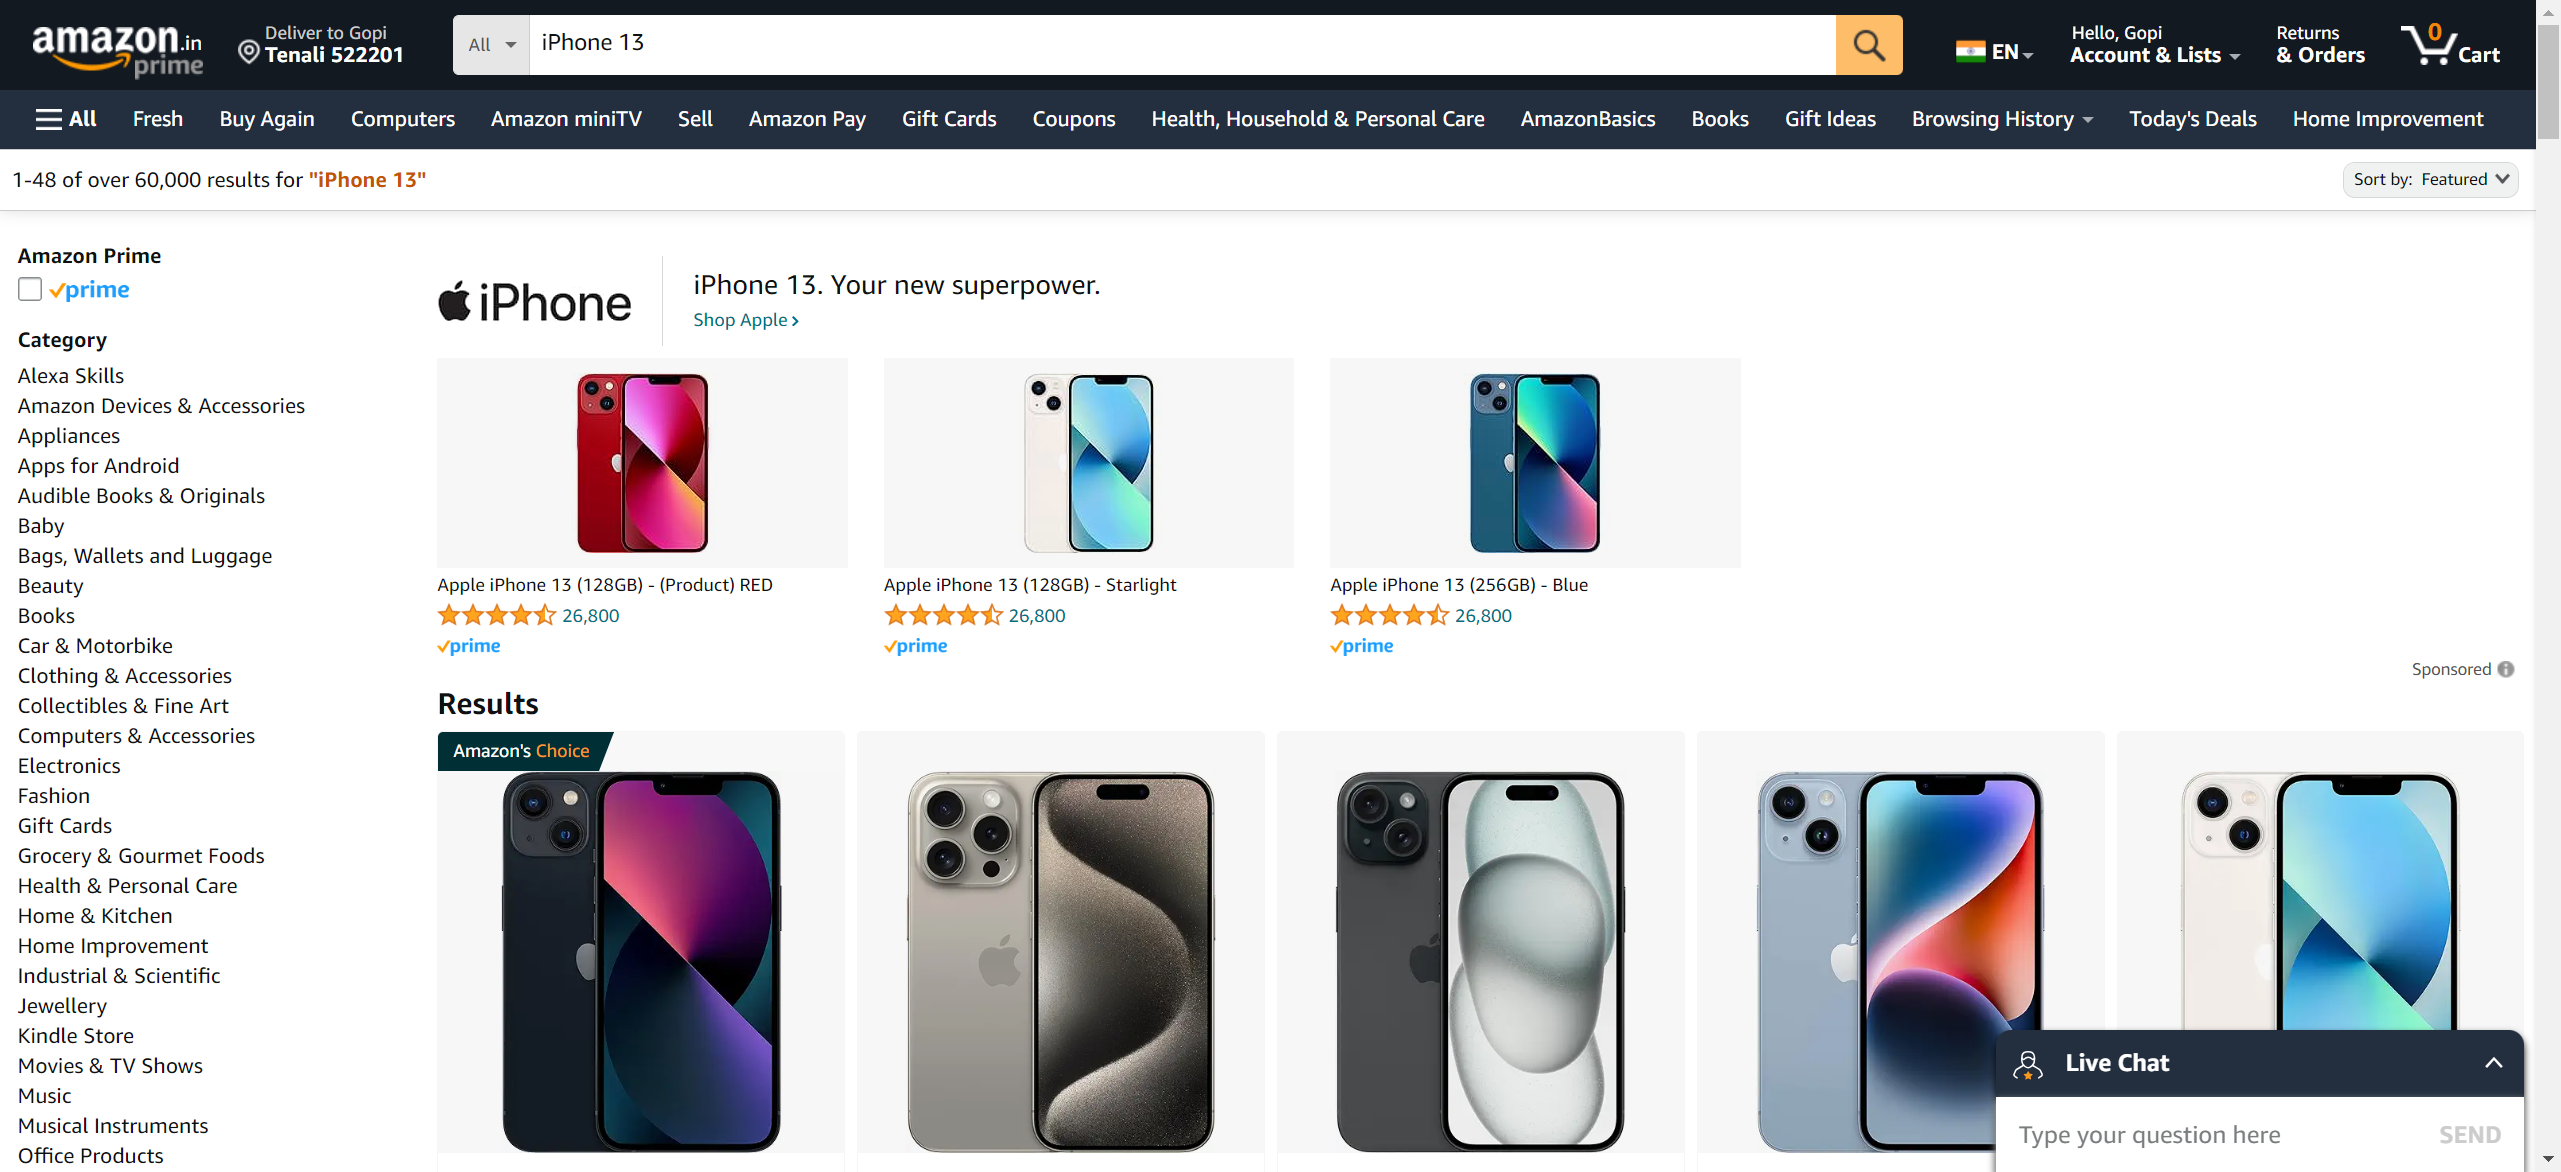 amazon.in
prime
Deliver to Gopi
Tenali 522201
All
iPhone 13
EN
Hello, Gopi
Account & Lists
Returns
& Orders
0
Cart
All
Fresh
Buy Again
Computers
Amazon miniTV
Sell
Amazon Pay
Gift Cards
Coupons
Health, Household & Personal Care
AmazonBasics
Books
Gift Ideas
Browsing History
Today's Deals
Home Improvement
1-48 of over 60,000 results for "iPhone 13"
Sort by: Featured
Amazon Prime
prime
Category
Alexa Skills
Amazon Devices & Accessories
Appliances
Apps for Android
Audible Books & Originals
Baby
Bags, Wallets and Luggage
Beauty
Books
Car & Motorbike
Clothing & Accessories
Collectibles & Fine Art
Computers & Accessories
Electronics
Fashion
Gift Cards
Grocery & Gourmet Foods
Health & Personal Care
Home & Kitchen
Home Improvement
Industrial & Scientific
Jewellery
Kindle Store
Movies & TV Shows
Music
Musical Instruments
Office Products
iPhone
iPhone 13. Your new superpower.
Shop Apple ›
Apple iPhone 13 (128GB) - (Product) RED
26,800
prime
Apple iPhone 13 (128GB) - Starlight
26,800
prime
Apple iPhone 13 (256GB) - Blue
26,800
prime
Sponsored
Results
Amazon's Choice
Live Chat
Type your question here
SEND